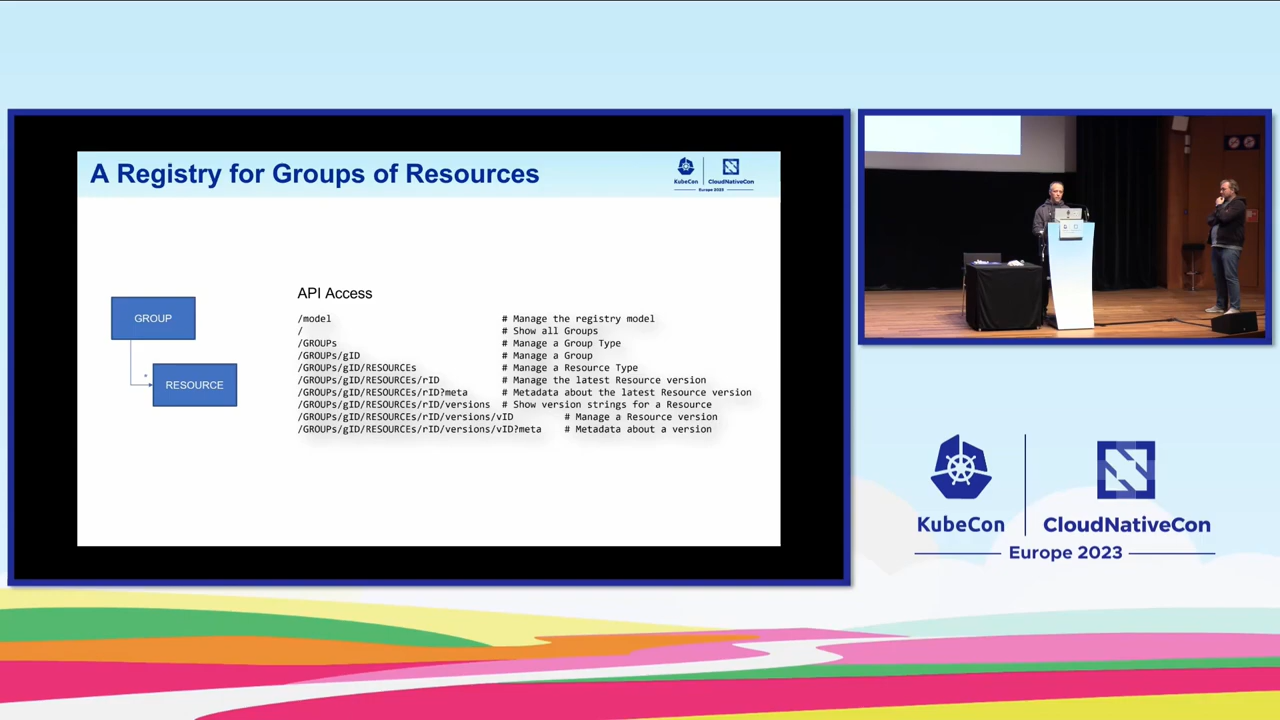 A Registry for Groups of Resources
KubeCon
CloudNativeCon
Europe 2023
GROUP
*
RESOURCE
API Access
/model # Manage the registry model
/ # Show all Groups
/GROUPs # Manage a Group Type
/GROUPs/gID # Manage a Group
/GROUPs/gID/RESOURCEs # Manage a Resource Type
/GROUPs/gID/RESOURCEs/rID # Manage the latest Resource version
/GROUPs/gID/RESOURCEs/rID?meta # Metadata about the latest Resource version
/GROUPs/gID/RESOURCEs/rID/versions # Show version strings for a Resource
/GROUPs/gID/RESOURCEs/rID/versions/vID # Manage a Resource version
/GROUPs/gID/RESOURCEs/rID/versions/vID?meta # Metadata about a version
KubeCon
CloudNativeCon
Europe 2023